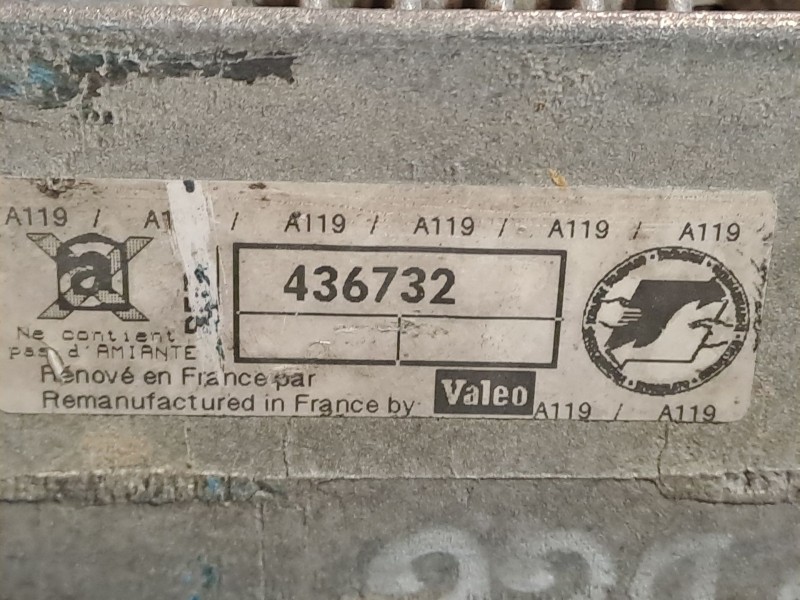 A119 / A1 / A119 / A119 / A119 / A119
a
436732
Ne contient
pas d'AMIANTE
Rénové en France par
Remanufactured in France by
Valeo
A119 / A119